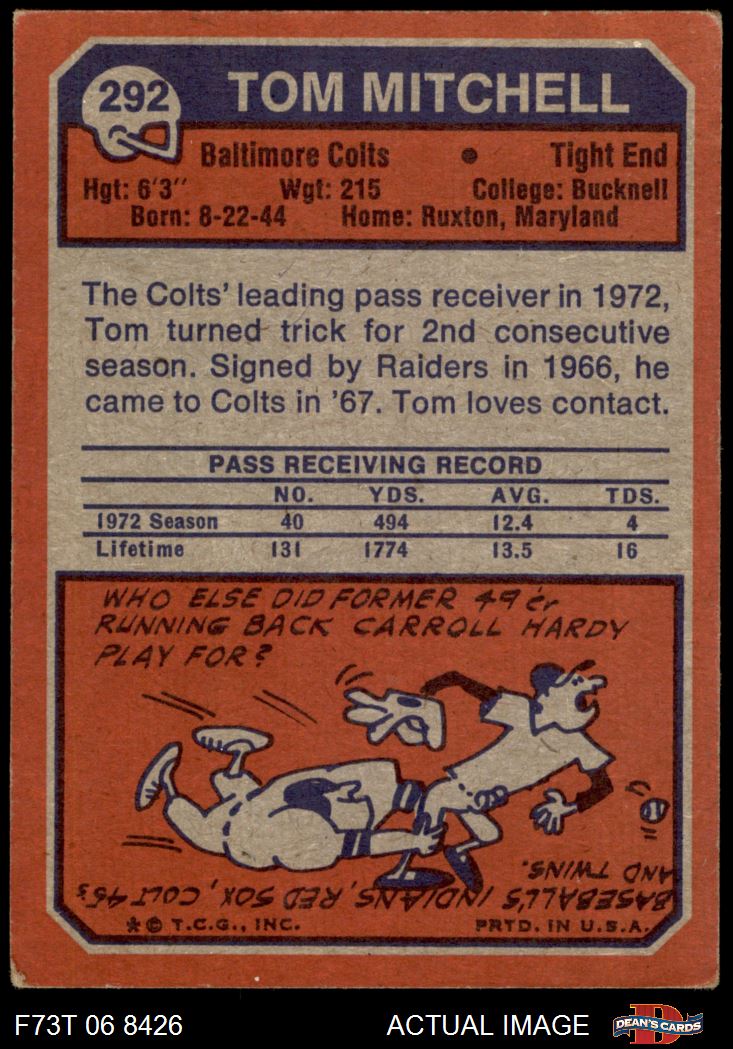 292
TOM MITCHELL
Baltimore Colts • Tight End
Hgt: 6'3" Wgt: 215 College: Bucknell
Born: 8-22-44 Home: Ruxton, Maryland
The Colts' leading pass receiver in 1972,
Tom turned trick for 2nd consecutive
season. Signed by Raiders in 1966, he
came to Colts in '67. Tom loves contact.
PASS RECEIVING RECORD
NO. YDS. AVG. TDS.
1972 Season 40 494 12.4 4
Lifetime 131 1774 13.5 16
WHO ELSE DID FORMER 49er
RUNNING BACK CARROLL HARDY
PLAY FOR?
BASEBALL'S INDIANS, RED SOX, COLT 45's
AND TWINS.
*© T.C.G., INC. PRTD. IN U.S.A.
F73T 06 8426 ACTUAL IMAGE D DEAN'S CARDS